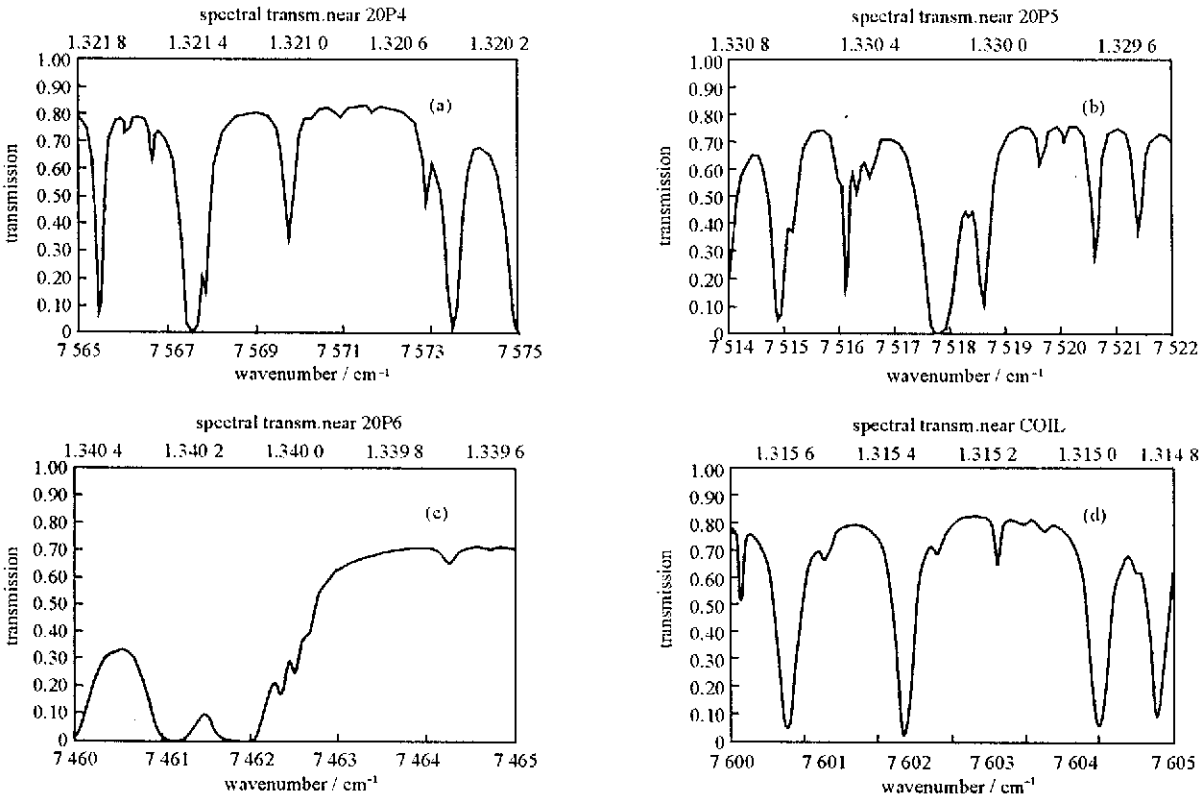 spectral transm.near 20P4
1.321 8 1.321 4 1.321 0 1.320 6 1.320 2
1.00
0.90
0.80
0.70
0.60
0.50
0.40
0.30
0.20
0.10
0
transmission
(a)
7 565 7 567 7 569 7 571 7 573 7 575
wavenumber / cm⁻¹
spectral transm.near 20P5
1.330 8 1.330 4 1.330 0 1.329 6
1.00
0.90
0.80
0.70
0.60
0.50
0.40
0.30
0.20
0.10
0
transmission
(b)
7 514 7 515 7 516 7 517 7 518 7 519 7 520 7 521 7 522
wavenumber / cm⁻¹
spectral transm.near 20P6
1.340 4 1.340 2 1.340 0 1.339 8 1.339 6
1.00
0.90
0.80
0.70
0.60
0.50
0.40
0.30
0.20
0.10
0
transmission
(c)
7 460 7 461 7 462 7 463 7 464 7 465
wavenumber / cm⁻¹
spectral transm.near COIL
1.315 6 1.315 4 1.315 2 1.315 0 1.314 8
1.00
0.90
0.80
0.70
0.60
0.50
0.40
0.30
0.20
0.10
0
transmission
(d)
7 600 7 601 7 602 7 603 7 604 7 605
wavenumber / cm⁻¹